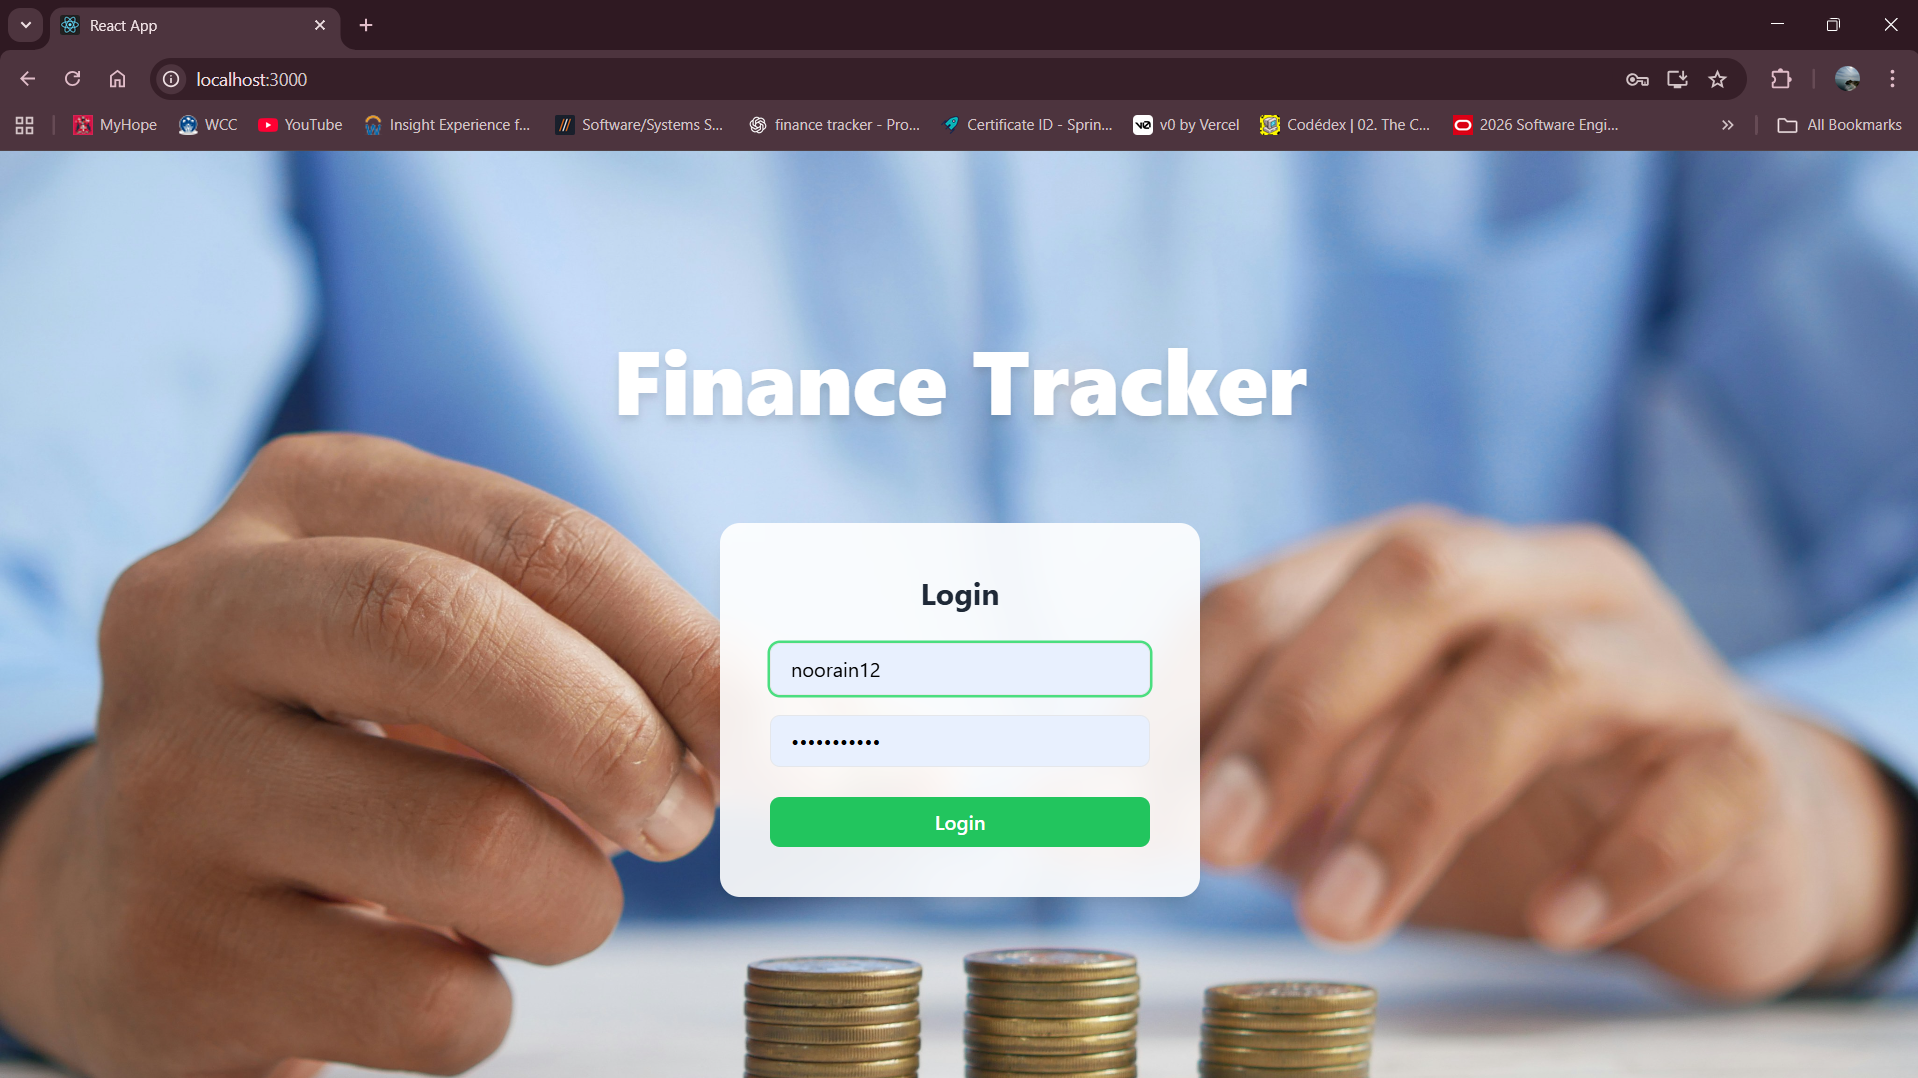 React App
localhost:3000
MyHope
WCC
YouTube
Insight Experience f...
Software/Systems S...
finance tracker - Pro...
Certificate ID - Sprin...
v0 by Vercel
Codédex | 02. The C...
2026 Software Engi...
All Bookmarks
Finance Tracker
Login
noorain12
•••••••••••
Login